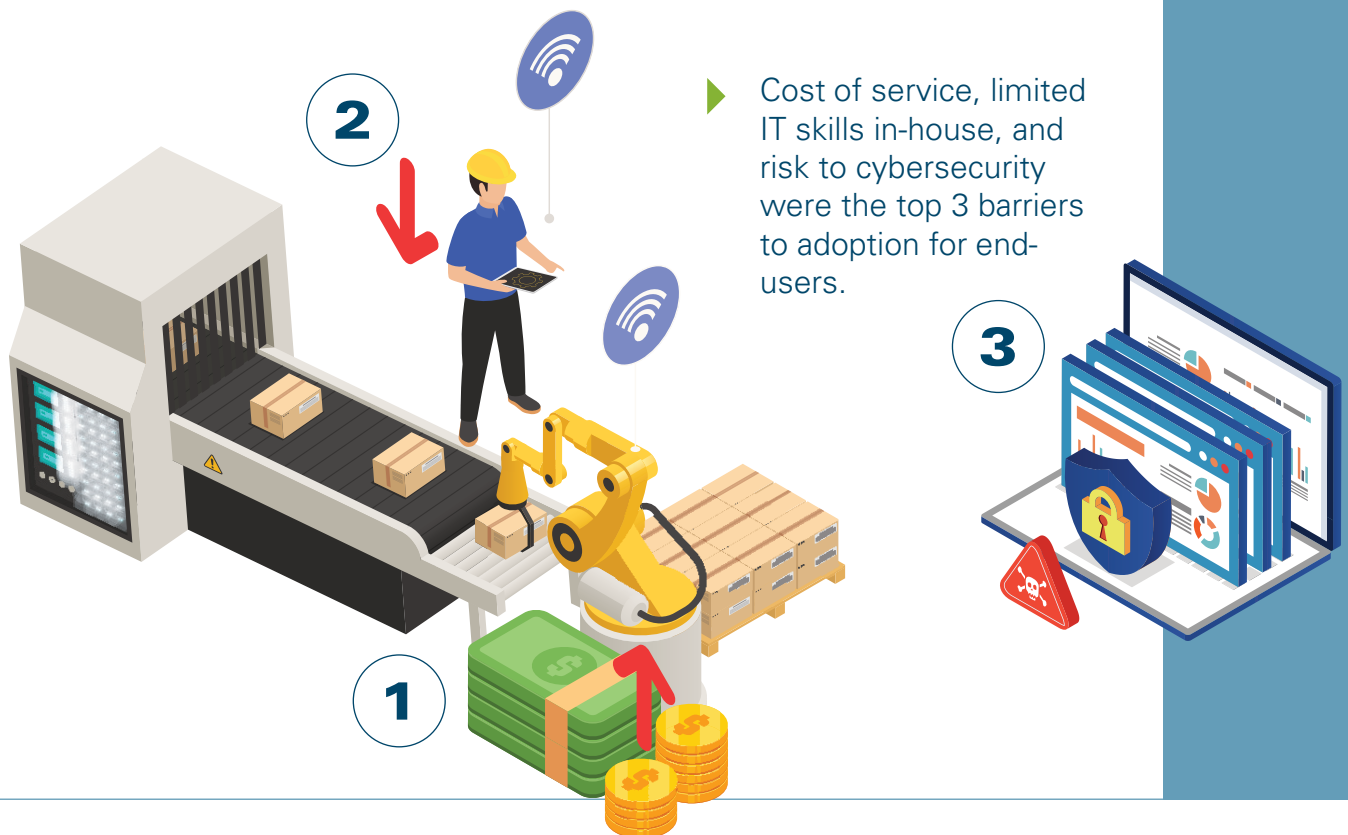 2
Cost of service, limited
IT skills in-house, and
risk to cybersecurity
were the top 3 barriers
to adoption for end-
users.
3
1